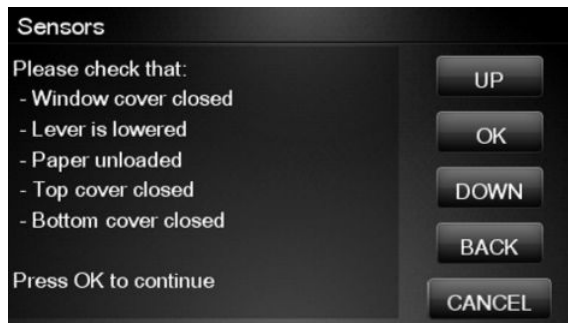 Sensors
Please check that:
- Window cover closed
- Lever is lowered
- Paper unloaded
- Top cover closed
- Bottom cover closed
Press OK to continue
UP
OK
DOWN
BACK
CANCEL